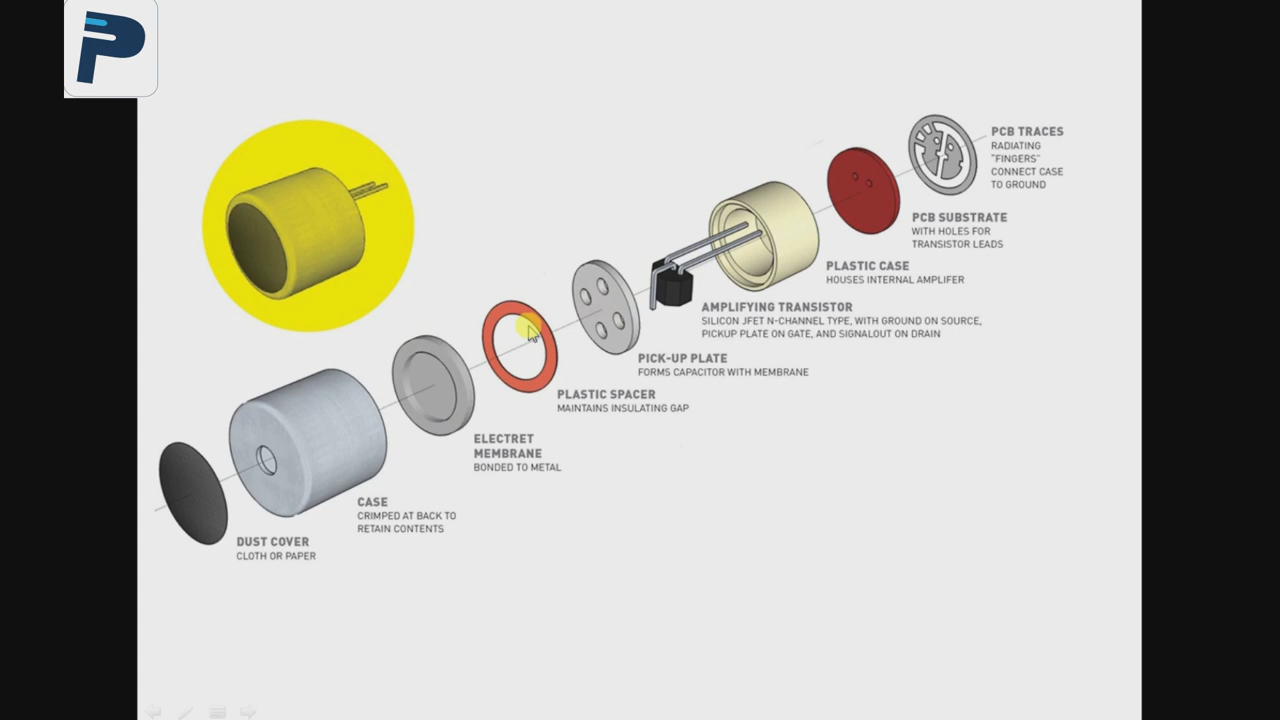 P
PCB TRACES
RADIATING
"FINGERS"
CONNECT CASE
TO GROUND
PCB SUBSTRATE
WITH HOLES FOR
TRANSISTOR LEADS
PLASTIC CASE
HOUSES INTERNAL AMPLIFER
AMPLIFYING TRANSISTOR
SILICON JFET N-CHANNEL TYPE, WITH GROUND ON SOURCE,
PICKUP PLATE ON GATE, AND SIGNALOUT ON DRAIN
PICK-UP PLATE
FORMS CAPACITOR WITH MEMBRANE
PLASTIC SPACER
MAINTAINS INSULATING GAP
ELECTRET
MEMBRANE
BONDED TO METAL
CASE
CRIMPED AT BACK TO
RETAIN CONTENTS
DUST COVER
CLOTH OR PAPER